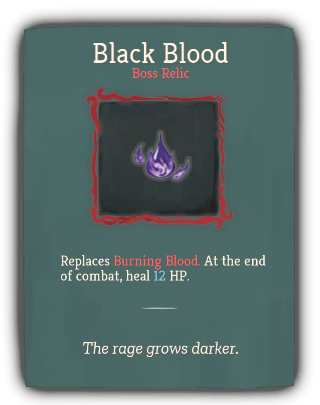 Black Blood
Boss Relic
Replaces Burning Blood. At the end
of combat, heal 12 HP.
The rage grows darker.